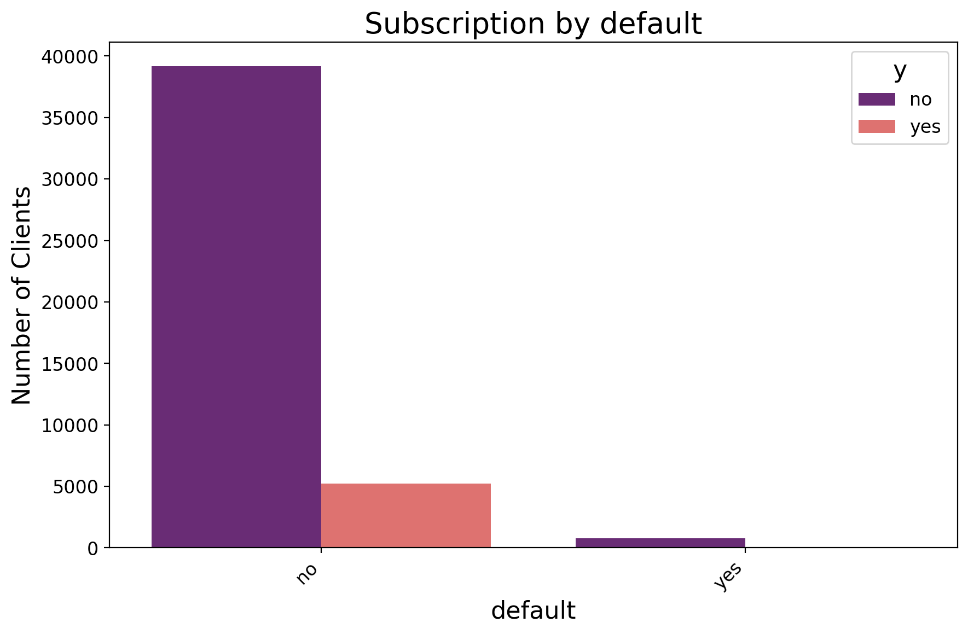 Subscription by default
40000
35000
30000
25000
20000
15000
10000
5000
0
Number of Clients
y
no
yes
no
yes
default